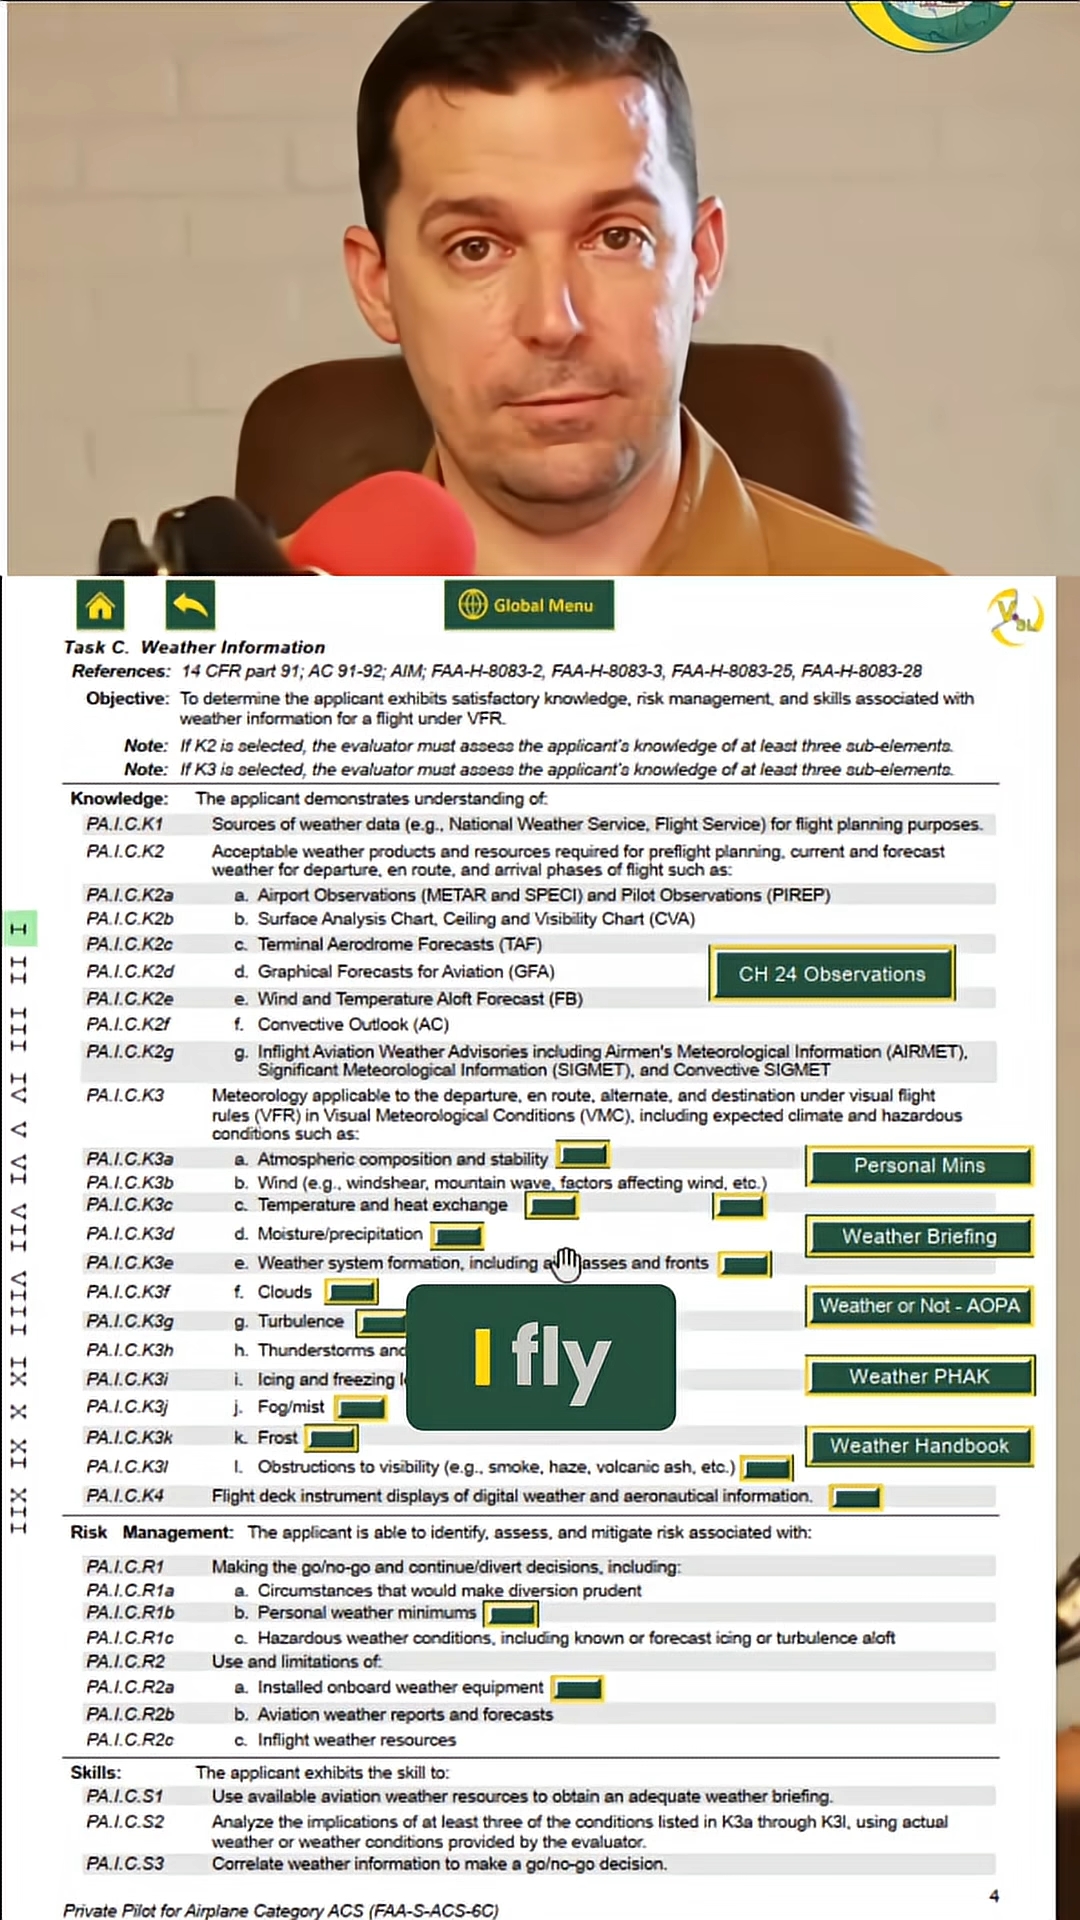 Global Menu
Task C. Weather Information
References: 14 CFR part 91; AC 91-92; AIM; FAA-H-8083-2, FAA-H-8083-3, FAA-H-8083-25, FAA-H-8083-28
Objective: To determine the applicant exhibits satisfactory knowledge, risk management, and skills associated with
weather information for a flight under VFR.
Note: If K2 is selected, the evaluator must assess the applicant's knowledge of at least three sub-elements.
Note: If K3 is selected, the evaluator must assess the applicant's knowledge of at least three sub-elements.
Knowledge: The applicant demonstrates understanding of:
PA.I.C.K1 Sources of weather data (e.g., National Weather Service, Flight Service) for flight planning purposes.
PA.I.C.K2 Acceptable weather products and resources required for preflight planning, current and forecast
weather for departure, en route, and arrival phases of flight such as:
PA.I.C.K2a a. Airport Observations (METAR and SPECI) and Pilot Observations (PIREP)
PA.I.C.K2b b. Surface Analysis Chart, Ceiling and Visibility Chart (CVA)
PA.I.C.K2c c. Terminal Aerodrome Forecasts (TAF)
PA.I.C.K2d d. Graphical Forecasts for Aviation (GFA)
CH 24 Observations
PA.I.C.K2e e. Wind and Temperature Aloft Forecast (FB)
PA.I.C.K2f f. Convective Outlook (AC)
PA.I.C.K2g g. Inflight Aviation Weather Advisories including Airmen's Meteorological Information (AIRMET),
Significant Meteorological Information (SIGMET), and Convective SIGMET
PA.I.C.K3 Meteorology applicable to the departure, en route, alternate, and destination under visual flight
rules (VFR) in Visual Meteorological Conditions (VMC), including expected climate and hazardous
conditions such as:
PA.I.C.K3a a. Atmospheric composition and stability
Personal Mins
PA.I.C.K3b b. Wind (e.g., windshear, mountain wave, factors affecting wind, etc.)
PA.I.C.K3c c. Temperature and heat exchange
PA.I.C.K3d d. Moisture/precipitation
Weather Briefing
PA.I.C.K3e e. Weather system formation, including asses and fronts
PA.I.C.K3f f. Clouds
Weather or Not - AOPA
PA.I.C.K3g g. Turbulence
PA.I.C.K3h h. Thunderstorms and
I fly
PA.I.C.K3i i. Icing and freezing
Weather PHAK
PA.I.C.K3j j. Fog/mist
PA.I.C.K3k k. Frost
Weather Handbook
PA.I.C.K3l l. Obstructions to visibility (e.g., smoke, haze, volcanic ash, etc.)
PA.I.C.K4 Flight deck instrument displays of digital weather and aeronautical information.
Risk Management: The applicant is able to identify, assess, and mitigate risk associated with:
PA.I.C.R1 Making the go/no-go and continue/divert decisions, including:
PA.I.C.R1a a. Circumstances that would make diversion prudent
PA.I.C.R1b b. Personal weather minimums
PA.I.C.R1c c. Hazardous weather conditions, including known or forecast icing or turbulence aloft
PA.I.C.R2 Use and limitations of:
PA.I.C.R2a a. Installed onboard weather equipment
PA.I.C.R2b b. Aviation weather reports and forecasts
PA.I.C.R2c c. Inflight weather resources
Skills: The applicant exhibits the skill to:
PA.I.C.S1 Use available aviation weather resources to obtain an adequate weather briefing.
PA.I.C.S2 Analyze the implications of at least three of the conditions listed in K3a through K3l, using actual
weather or weather conditions provided by the evaluator.
PA.I.C.S3 Correlate weather information to make a go/no-go decision.
4
Private Pilot for Airplane Category ACS (FAA-S-ACS-6C)
I
II
III
IV
V
VI
VII
VIII
IX
X
XI
XII